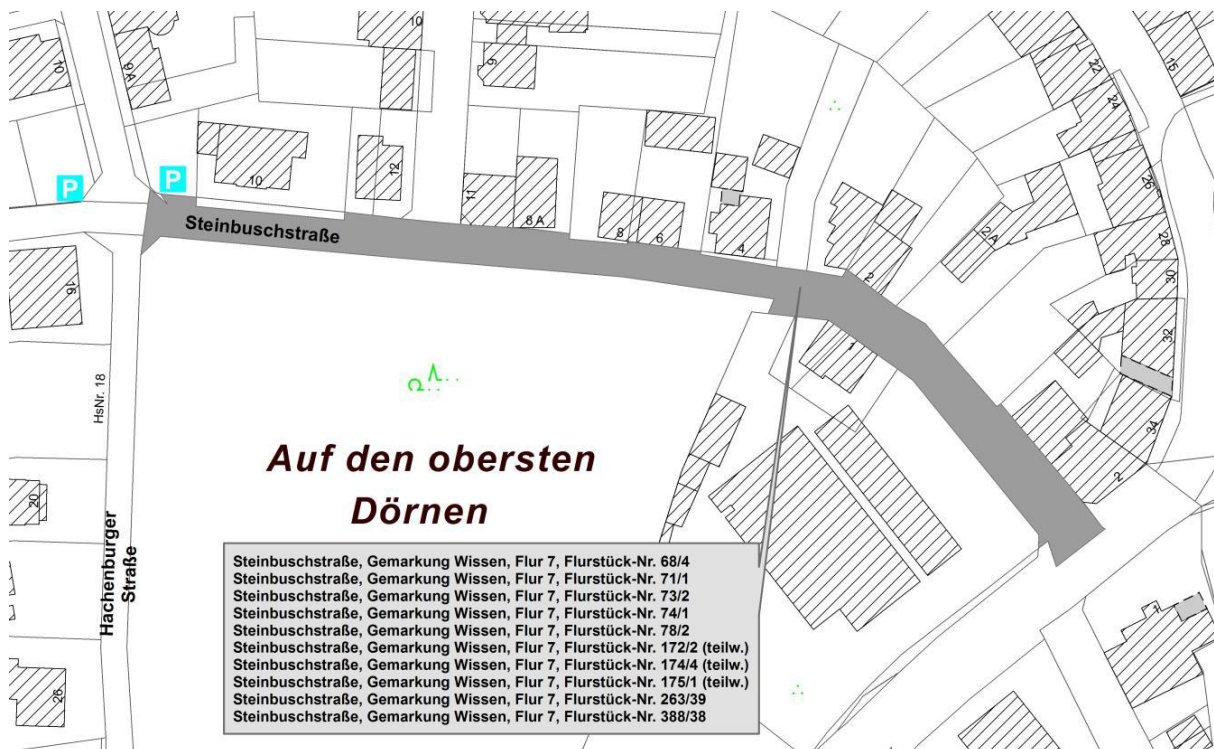 10
9 A
10
9
22
15
24
26
28
30
32
34
P
P
10
12
11
8 A
8
6
4
2
2 A
Steinbuschstraße
16
1
HsNr. 18
2
Auf den obersten
Dörnen
20
Hachenburger
Straße
26
1
Steinbuschstraße, Gemarkung Wissen, Flur 7, Flurstück-Nr. 68/4
Steinbuschstraße, Gemarkung Wissen, Flur 7, Flurstück-Nr. 71/1
Steinbuschstraße, Gemarkung Wissen, Flur 7, Flurstück-Nr. 73/2
Steinbuschstraße, Gemarkung Wissen, Flur 7, Flurstück-Nr. 74/1
Steinbuschstraße, Gemarkung Wissen, Flur 7, Flurstück-Nr. 78/2
Steinbuschstraße, Gemarkung Wissen, Flur 7, Flurstück-Nr. 172/2 (teilw.)
Steinbuschstraße, Gemarkung Wissen, Flur 7, Flurstück-Nr. 174/4 (teilw.)
Steinbuschstraße, Gemarkung Wissen, Flur 7, Flurstück-Nr. 175/1 (teilw.)
Steinbuschstraße, Gemarkung Wissen, Flur 7, Flurstück-Nr. 263/39
Steinbuschstraße, Gemarkung Wissen, Flur 7, Flurstück-Nr. 388/38